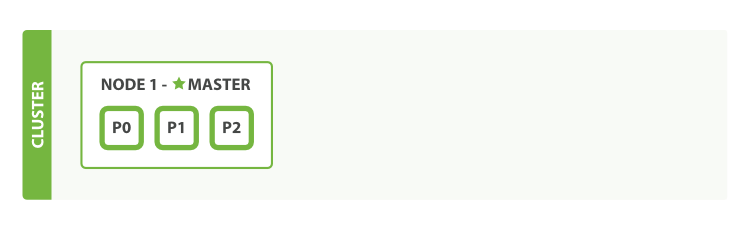 CLUSTER
NODE 1 - ★ MASTER
P0 P1 P2